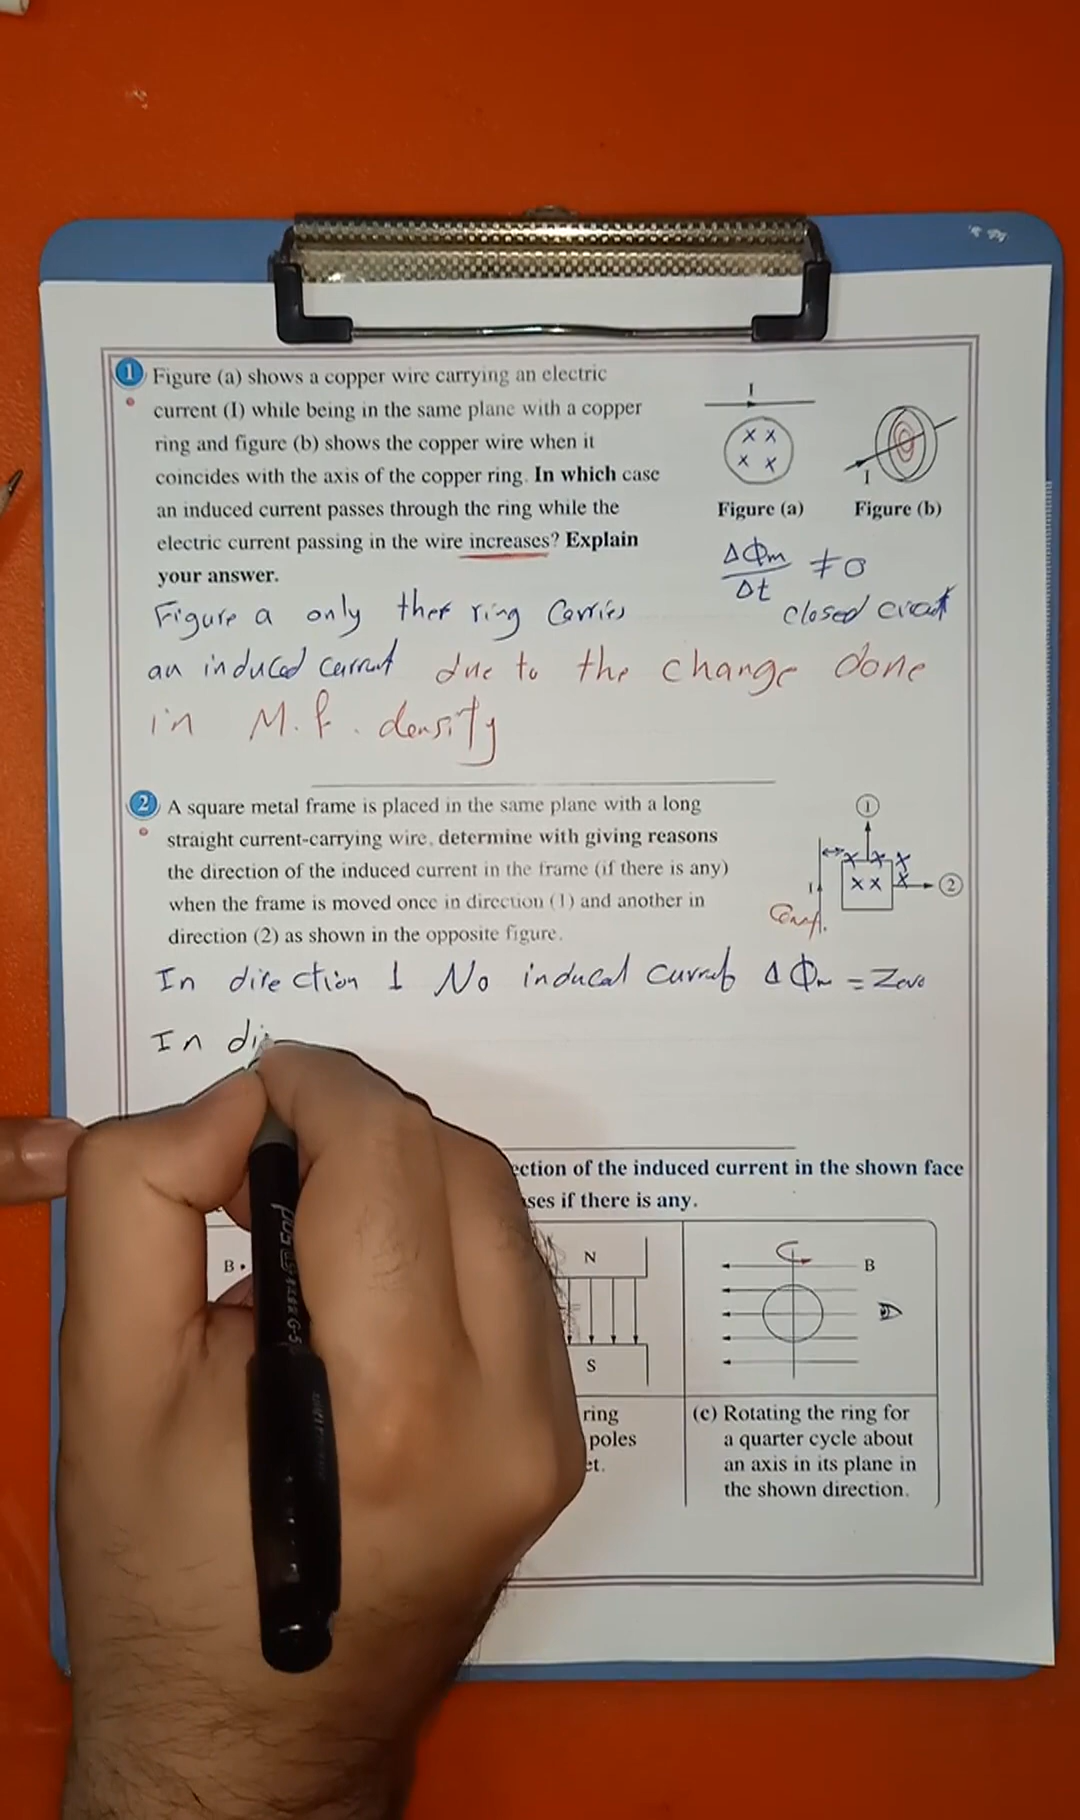 1 Figure (a) shows a copper wire carrying an electric
current (I) while being in the same plane with a copper
ring and figure (b) shows the copper wire when it
coincides with the axis of the copper ring. In which case
an induced current passes through the ring while the
electric current passing in the wire increases? Explain
your answer.
I
x x
x x
I
Figure (a) Figure (b)
ΔΦm/Δt ≠ 0
closed
Figure a only ring Carries
an induced due to the change done
in M.f. density
2 A square metal frame is placed in the same plane with a long
straight current-carrying wire, determine with giving reasons
the direction of the induced current in the frame (if there is any)
when the frame is moved once in direction (1) and another in
direction (2) as shown in the opposite figure.
1
x x x
x x x
I
2
In direction 1 No induced ΔΦm = Zero
In di
ction of the induced current in the shown face
ses if there is any.
B
N
S
B
ring
poles
et.
(c) Rotating the ring for
a quarter cycle about
an axis in its plane in
the shown direction.
G-5